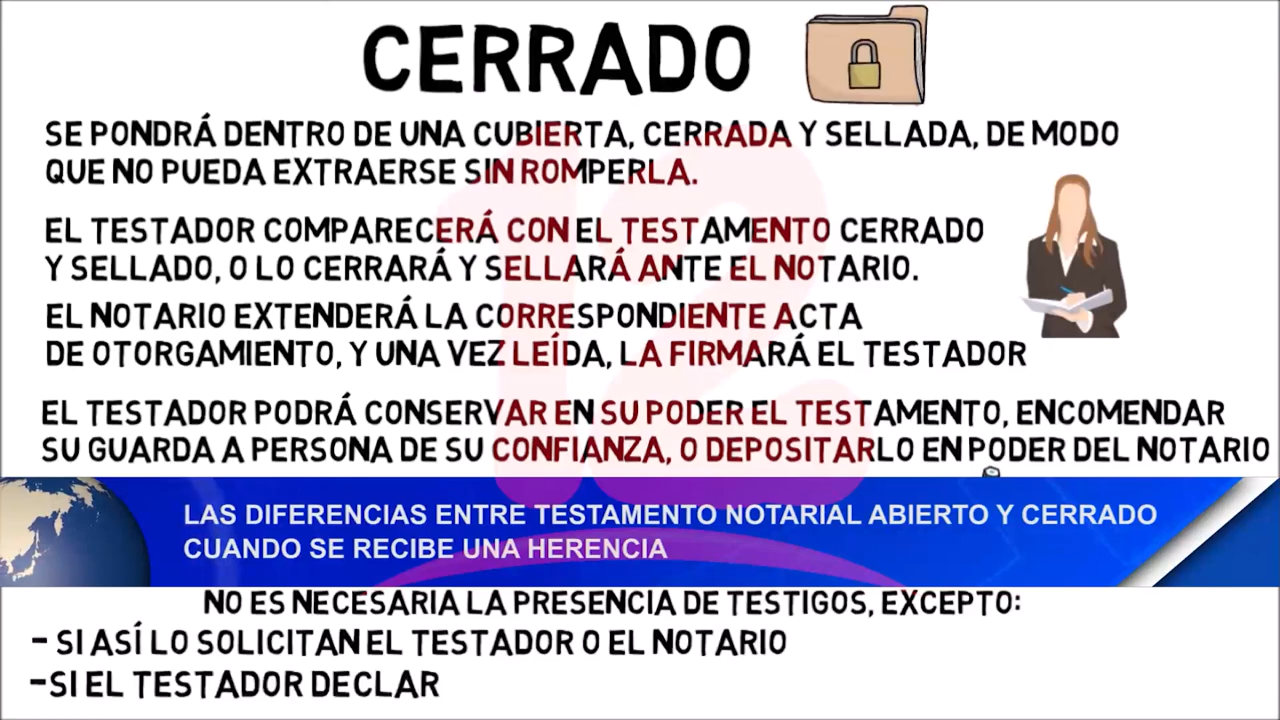 CERRADO
SE PONDRÁ DENTRO DE UNA CUBIERTA, CERRADA Y SELLADA, DE MODO
QUE NO PUEDA EXTRAERSE SIN ROMPERLA.
EL TESTADOR COMPARECERÁ CON EL TESTAMENTO CERRADO
Y SELLADO, O LO CERRARÁ Y SELLARÁ ANTE EL NOTARIO.
EL NOTARIO EXTENDERÁ LA CORRESPONDIENTE ACTA
DE OTORGAMIENTO, Y UNA VEZ LEÍDA, LA FIRMARÁ EL TESTADOR
EL TESTADOR PODRÁ CONSERVAR EN SU PODER EL TESTAMENTO, ENCOMENDAR
SU GUARDA A PERSONA DE SU CONFIANZA, O DEPOSITARLO EN PODER DEL NOTARIO
12
LAS DIFERENCIAS ENTRE TESTAMENTO NOTARIAL ABIERTO Y CERRADO
CUANDO SE RECIBE UNA HERENCIA
NO ES NECESARIA LA PRESENCIA DE TESTIGOS, EXCEPTO:
- SI ASÍ LO SOLICITAN EL TESTADOR O EL NOTARIO
-SI EL TESTADOR DECLAR